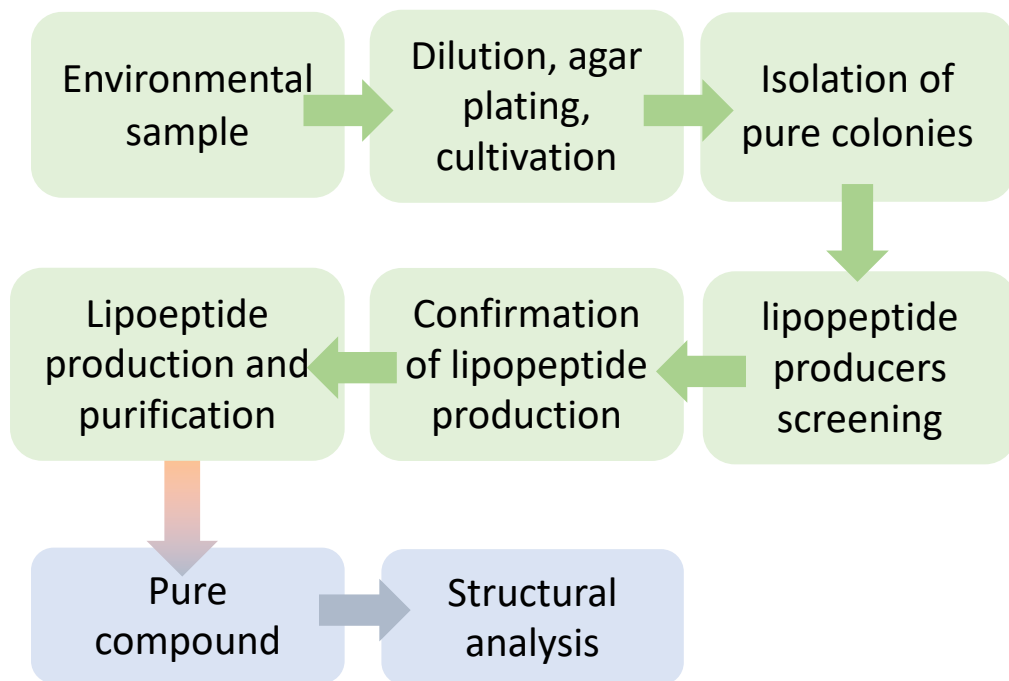 Environmental
sample
Dilution, agar
plating,
cultivation
Isolation of
pure colonies
Lipoeptide
production and
purification
Confirmation
of lipopeptide
production
lipopeptide
producers
screening
Pure
compound
Structural
analysis